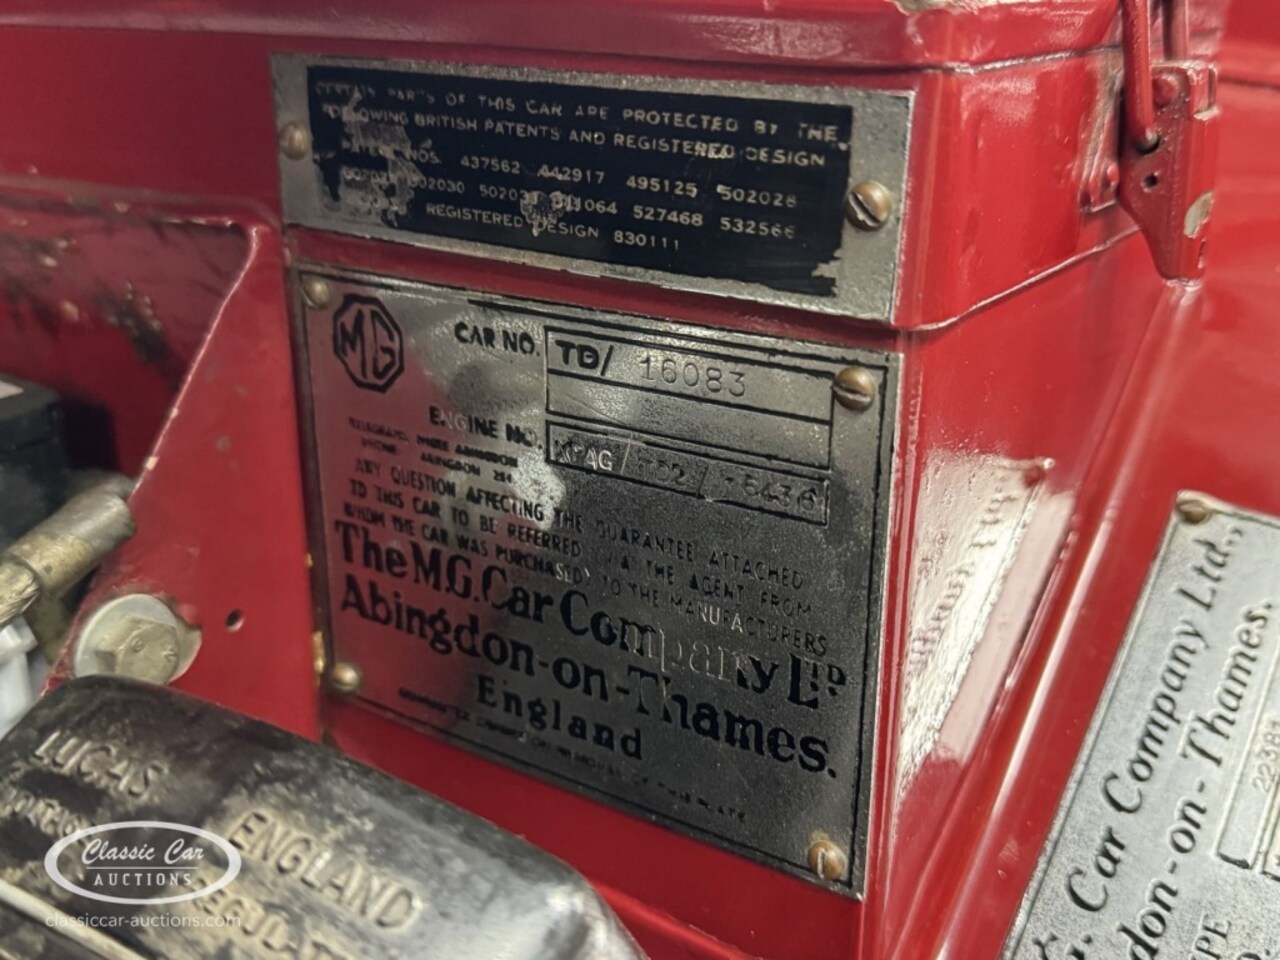 CERTAIN PARTS OF THIS CAR ARE PROTECTED BY THE
FOLLOWING BRITISH PATENTS AND REGISTERED DESIGN
PATENT NOS. 437562 442917 495125 502028
502030 527468 532566
REGISTERED DESIGN 830111
MG
CAR NO. TD/ 16083
ENGINE NO. XPAG
ABINGDON
ANY QUESTION AFFECTING THE GUARANTEE ATTACHED
TO THIS CAR TO BE REFERRED VIA THE AGENT FROM
WHOM THE CAR WAS PURCHASED TO THE MANUFACTURERS
The M.G. Car Company LTD
Abingdon-on-Thames.
England
LUCAS
ENGLAND
Classic Car
AUCTIONS
classiccar-auctions.com
G. Car Company Ltd.,
don-on-Thames.